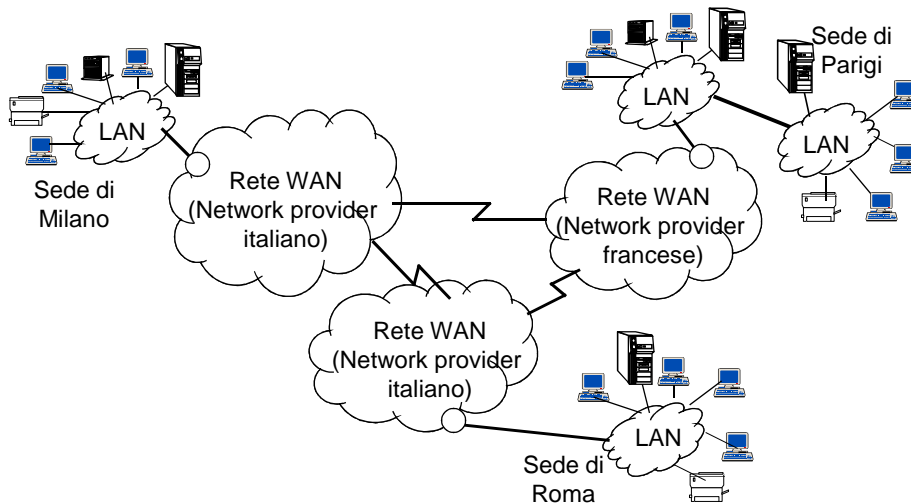 Sede di
Parigi
LAN
LAN
LAN
Sede di
Milano
Rete WAN
(Network provider
italiano)
Rete WAN
(Network provider
francese)
Rete WAN
(Network provider
italiano)
LAN
Sede di
Roma